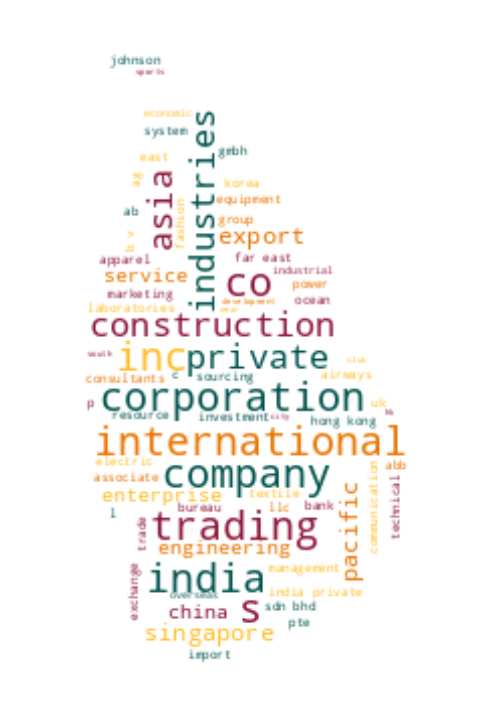 johnson
sports
economic
system
industries
gmbh
east
asia
ag
korea
fashion
equipment
ab
group
b v
export
apparel
far east
service
co
industrial
power
marketing
development
ocean
laboratories
construction
south
inc
private
club
consultants
c
sourcing
airways
p
corporation
uk
resource
investment
city
hong kong
international
electric
company
abb
associate
communication
technical
enterprise
textile
pacific
l
bureau
llc
bank
trade
trading
engineering
exchange
india
management
overseas
india private
china
s
sdn bhd
pte
singapore
import